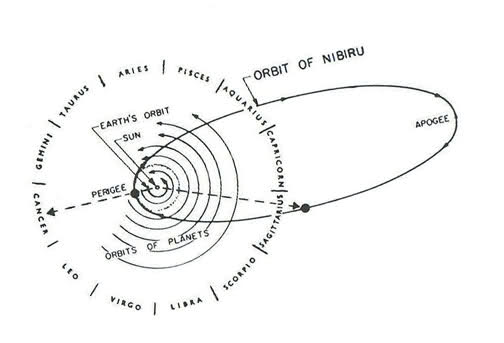 ORBIT OF NIBIRU
APOGEE
ARIES
PISCES
AQUARIUS
CAPRICORN
SAGITTARIUS
SCORPIO
LIBRA
VIRGO
LEO
CANCER
GEMINI
TAURUS
EARTH'S ORBIT
SUN
PERIGEE
ORBITS OF PLANETS